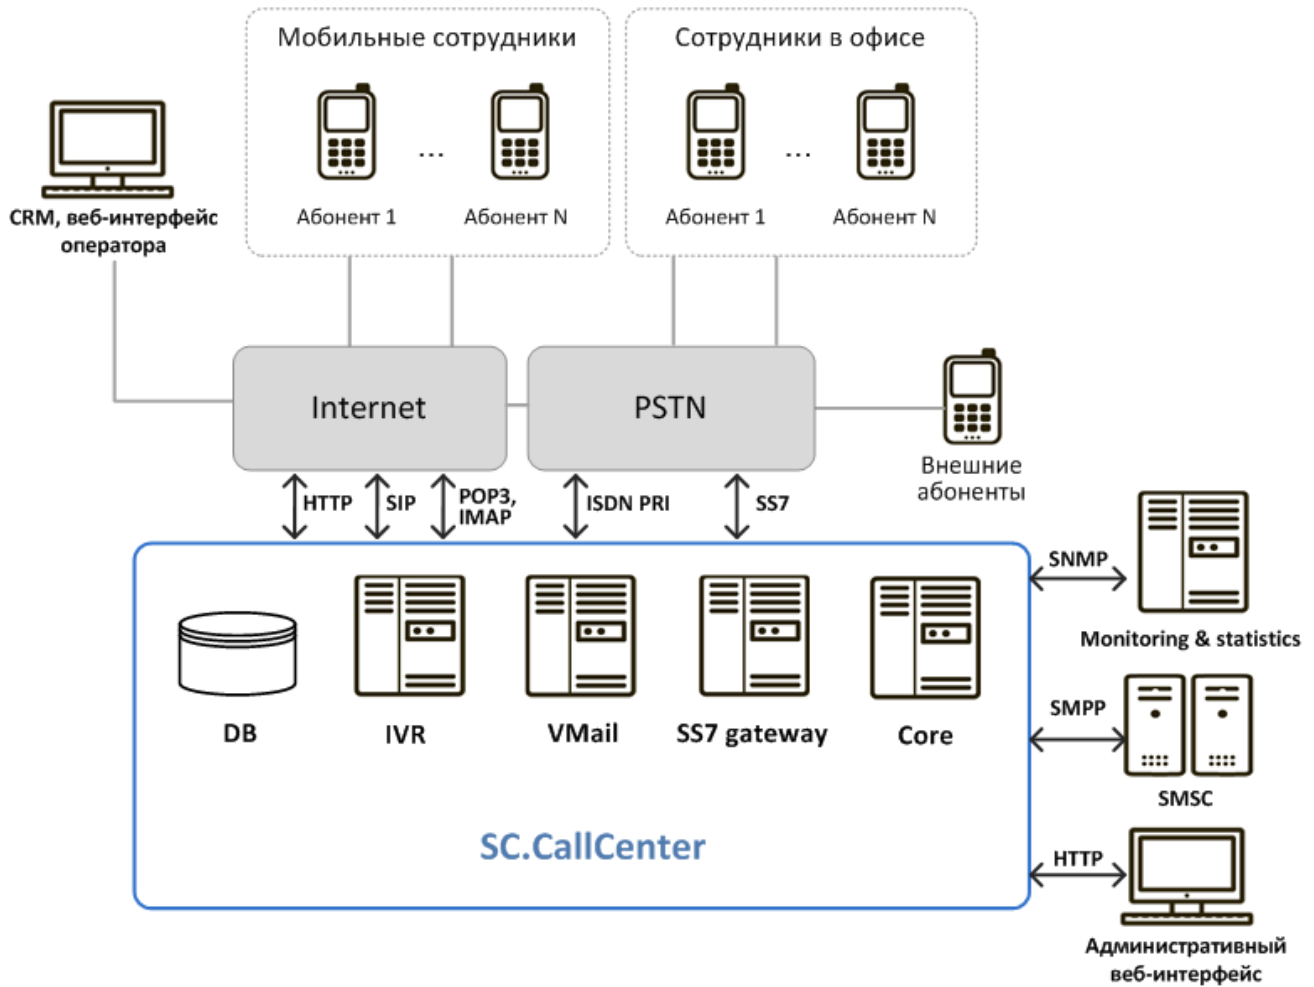 Мобильные сотрудники
Сотрудники в офисе
...
...
Абонент 1
Абонент N
Абонент 1
Абонент N
CRM, веб-интерфейс
оператора
Internet
PSTN
Внешние
абоненты
HTTP
SIP
POP3,
IMAP
ISDN PRI
SS7
SNMP
Monitoring & statistics
DB
IVR
VMail
SS7 gateway
Core
SMPP
SMSC
SC.CallCenter
HTTP
Административный
веб-интерфейс